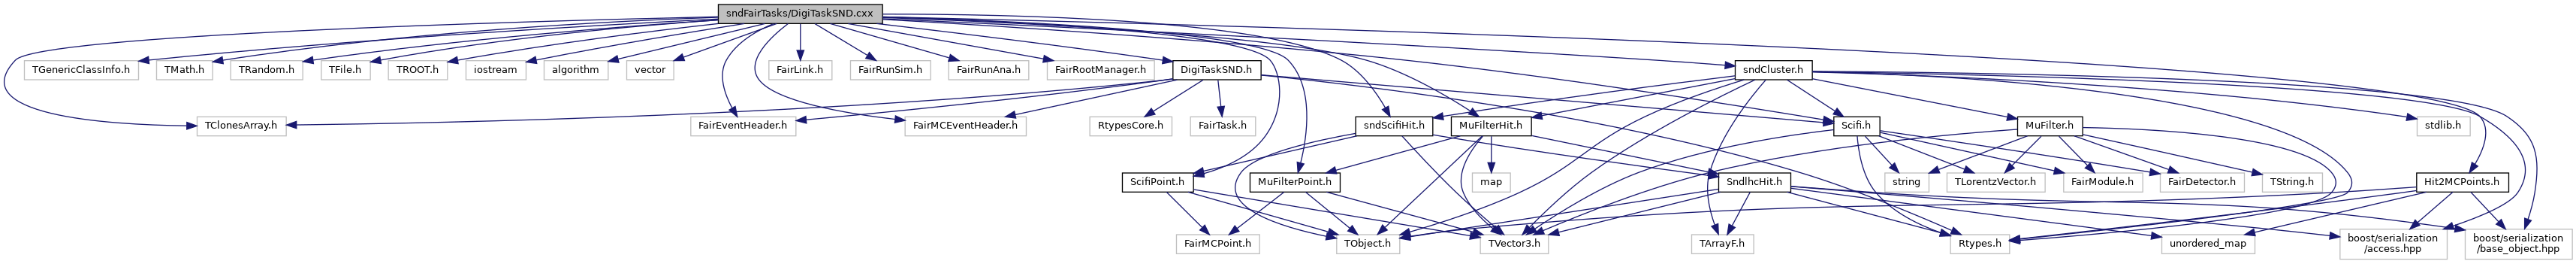 sndFairTasks/DigiTaskSND.cxx
TGenericClassInfo.h
TMath.h
TRandom.h
TFile.h
TROOT.h
iostream
algorithm
vector
FairLink.h
FairRunSim.h
FairRunAna.h
FairRootManager.h
DigiTaskSND.h
sndCluster.h
TClonesArray.h
FairEventHeader.h
FairMCEventHeader.h
RtypesCore.h
FairTask.h
sndScifiHit.h
MuFilterHit.h
Scifi.h
MuFilter.h
stdlib.h
ScifiPoint.h
MuFilterPoint.h
map
SndlhcHit.h
string
TLorentzVector.h
FairModule.h
FairDetector.h
TString.h
Hit2MCPoints.h
FairMCPoint.h
TObject.h
TVector3.h
TArrayF.h
Rtypes.h
unordered_map
boost/serialization
/access.hpp
boost/serialization
/base_object.hpp